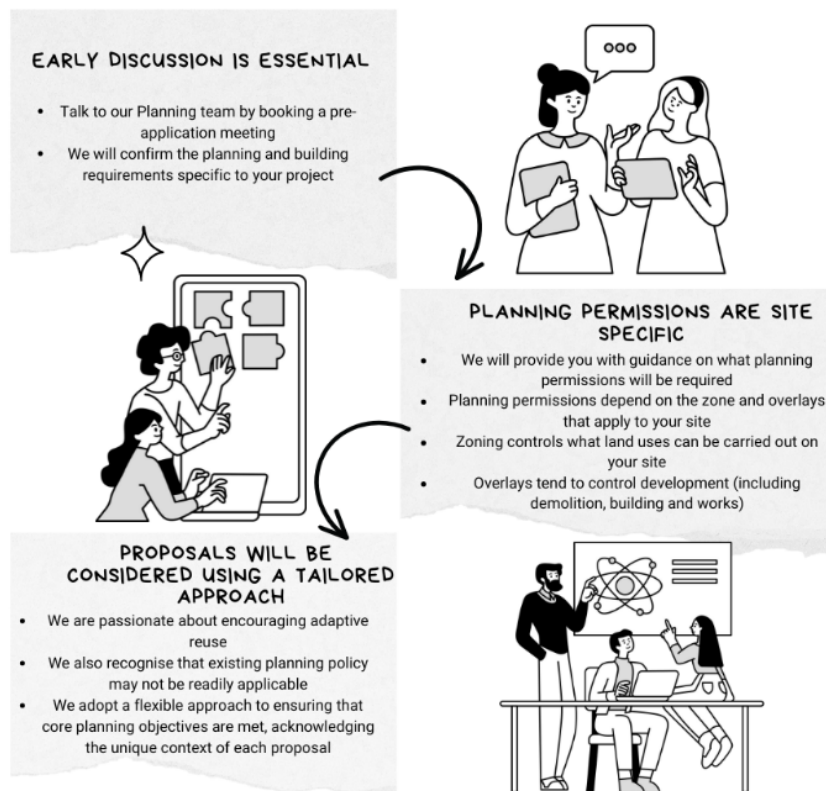 EARLY DISCUSSION IS ESSENTIAL
• Talk to our Planning team by booking a pre-
application meeting
• We will confirm the planning and building
requirements specific to your project
PLANNING PERMISSIONS ARE SITE
SPECIFIC
• We will provide you with guidance on what planning
permissions will be required
• Planning permissions depend on the zone and overlays
that apply to your site
• Zoning controls what land uses can be carried out on
your site
• Overlays tend to control development (including
demolition, building and works)
PROPOSALS WILL BE
CONSIDERED USING A TAILORED
APPROACH
• We are passionate about encouraging adaptive
reuse
• We also recognise that existing planning policy
may not be readily applicable
• We adopt a flexible approach to ensuring that
core planning objectives are met, acknowledging
the unique context of each proposal